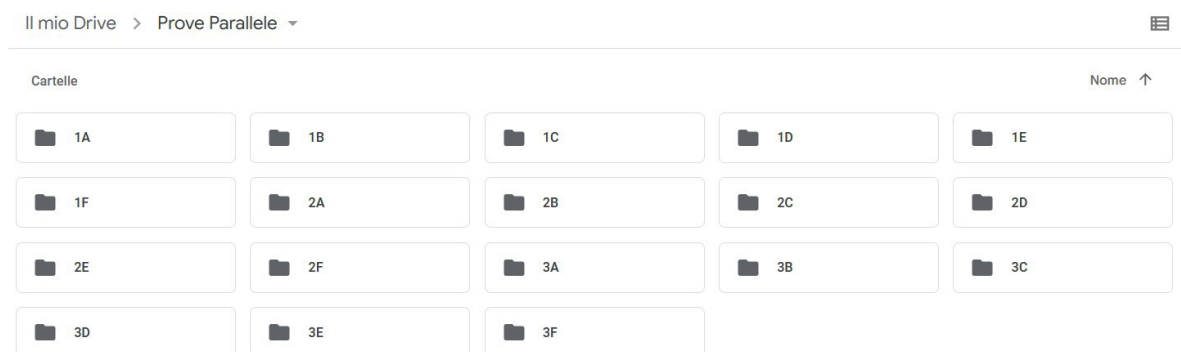 Il mio Drive > Prove Parallele
Cartelle Nome
1A 1B 1C 1D 1E
1F 2A 2B 2C 2D
2E 2F 3A 3B 3C
3D 3E 3F